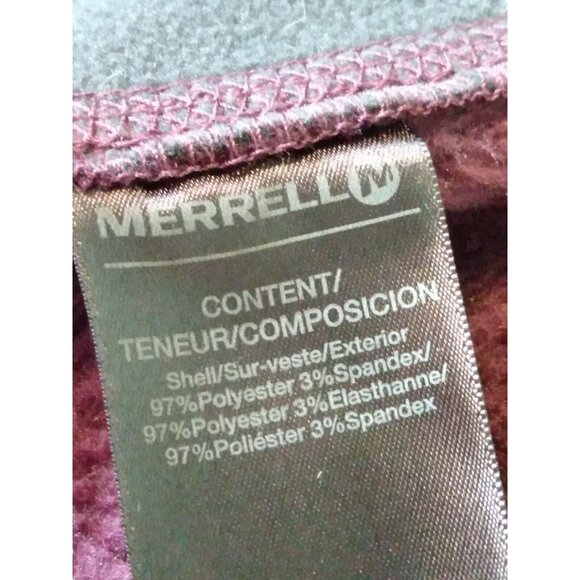 MERRELL
CONTENT/
TENEUR/COMPOSICION
Shell/Sur-veste/Exterior
97%Polyester 3%Spandex/
97%Polyester 3%Elasthanne/
97%Poliéster 3%Spandex